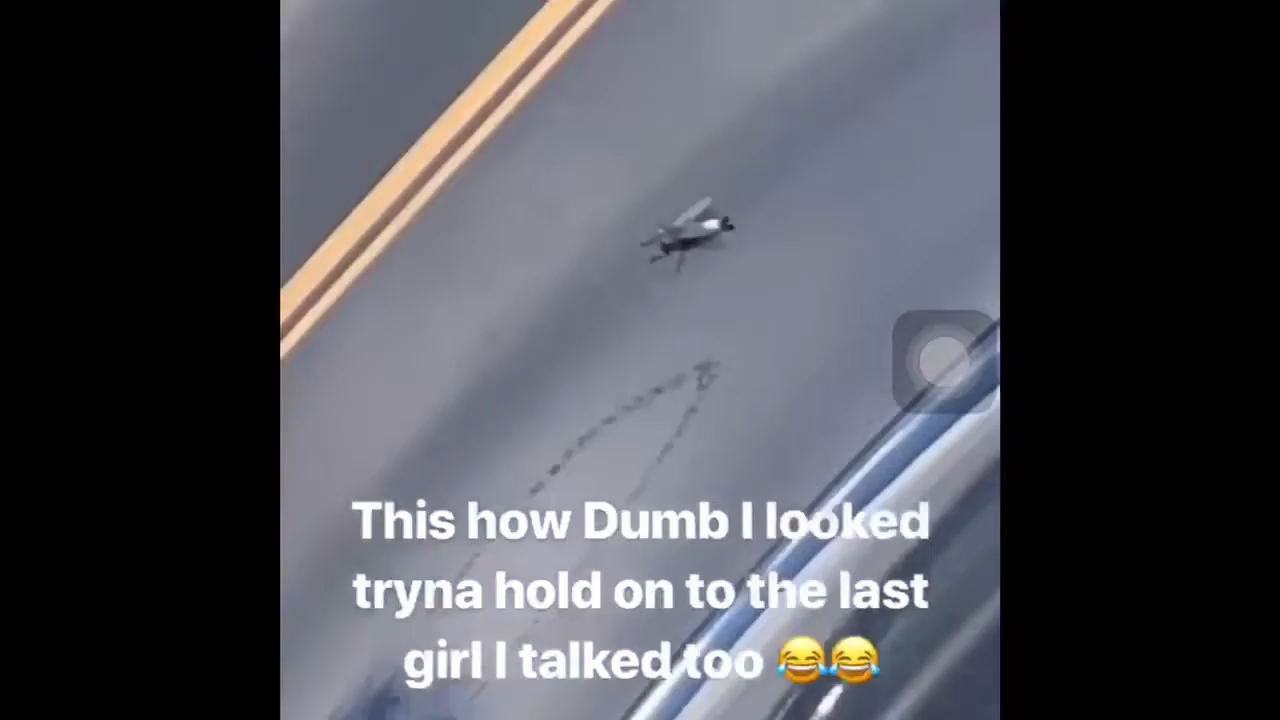 This how Dumb I looked
tryna hold on to the last
girl I talked too 😂😂